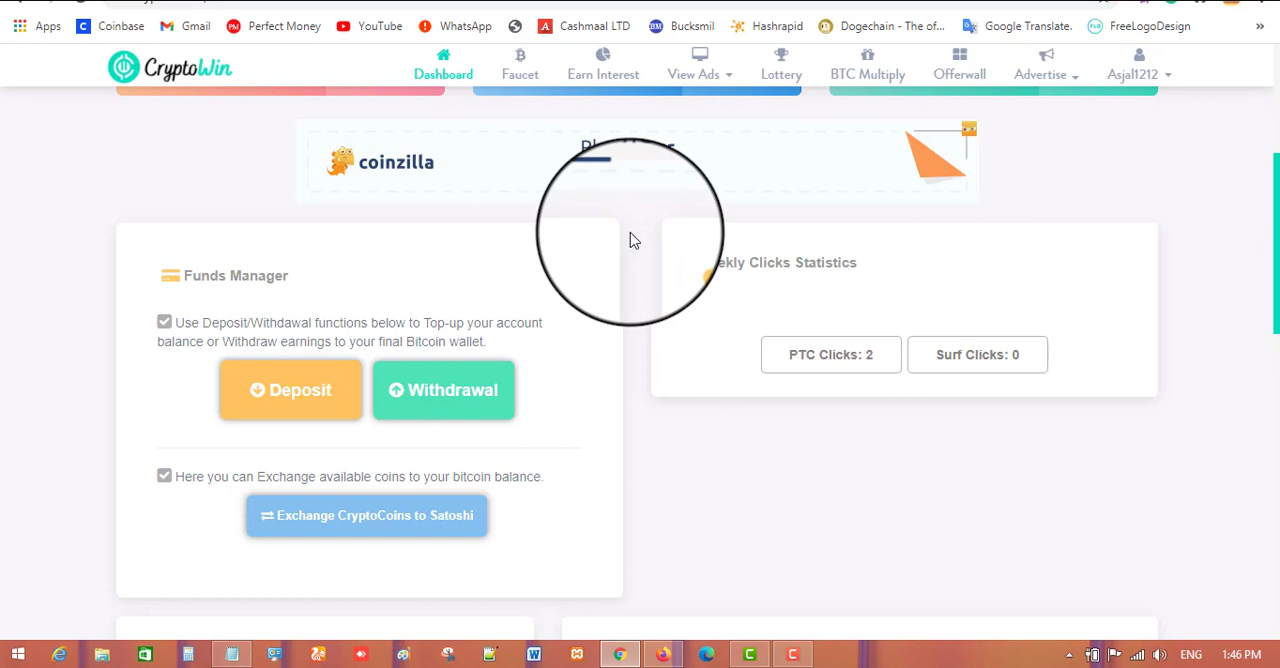 Apps Coinbase Gmail Perfect Money YouTube WhatsApp Cashmaal LTD Bucksmil Hashrapid Dogechain - The of... Google Translate. FreeLogoDesign »
CryptoWin Dashboard Faucet Earn Interest View Ads Lottery BTC Multiply Offerwall Advertise Asjal1212
coinzilla
Funds Manager
Use Deposit/Withdawal functions below to Top-up your account
balance or Withdraw earnings to your final Bitcoin wallet.
Deposit Withdrawal
Here you can Exchange available coins to your bitcoin balance.
Exchange CryptoCoins to Satoshi
ekly Clicks Statistics
PTC Clicks: 2 Surf Clicks: 0
ENG 1:46 PM